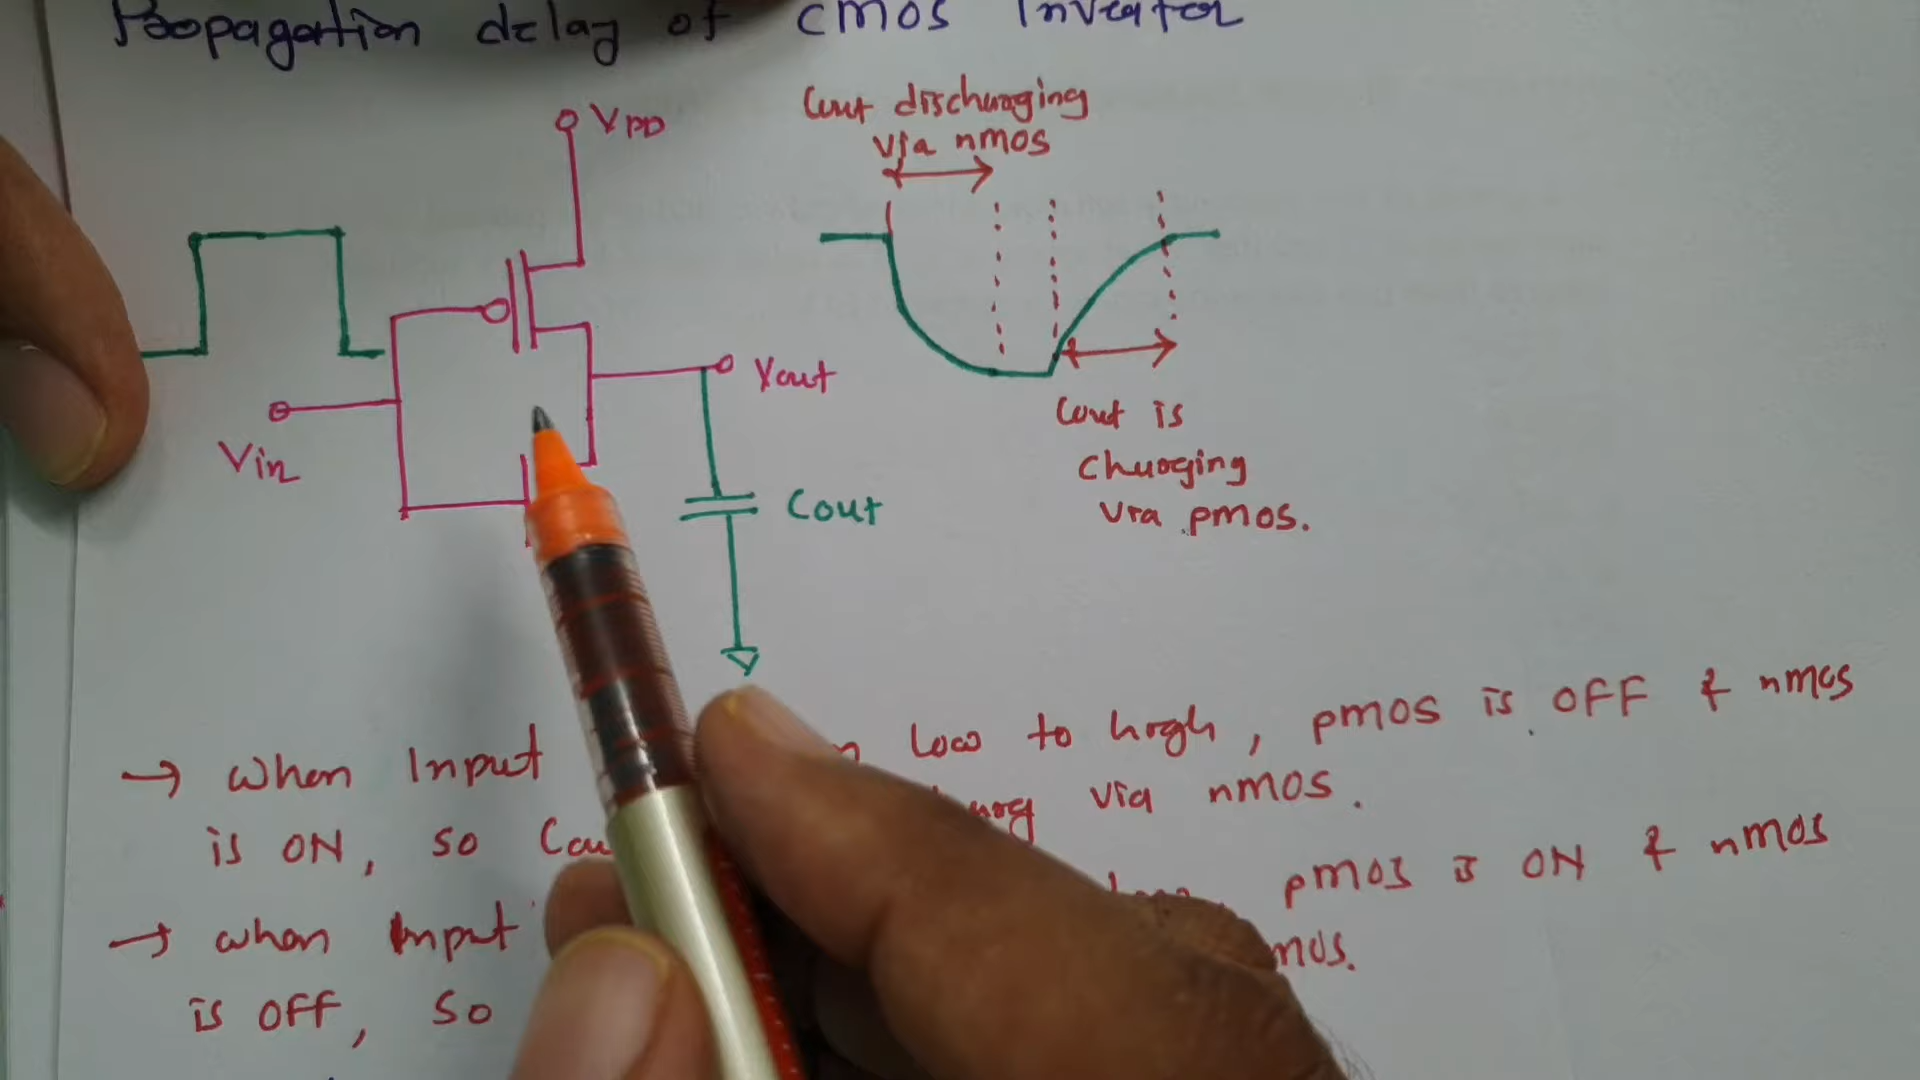 Propagation delay of CMOS Inverter
VDD
Cout discharging
via nmos
Vin
Vout
Cout
Cout is
charging
via pmos.
→ when Input low to high, pmos is OFF & nmos
is ON, so via nmos.
→ when Input pmos is ON & nmos
is OFF, so